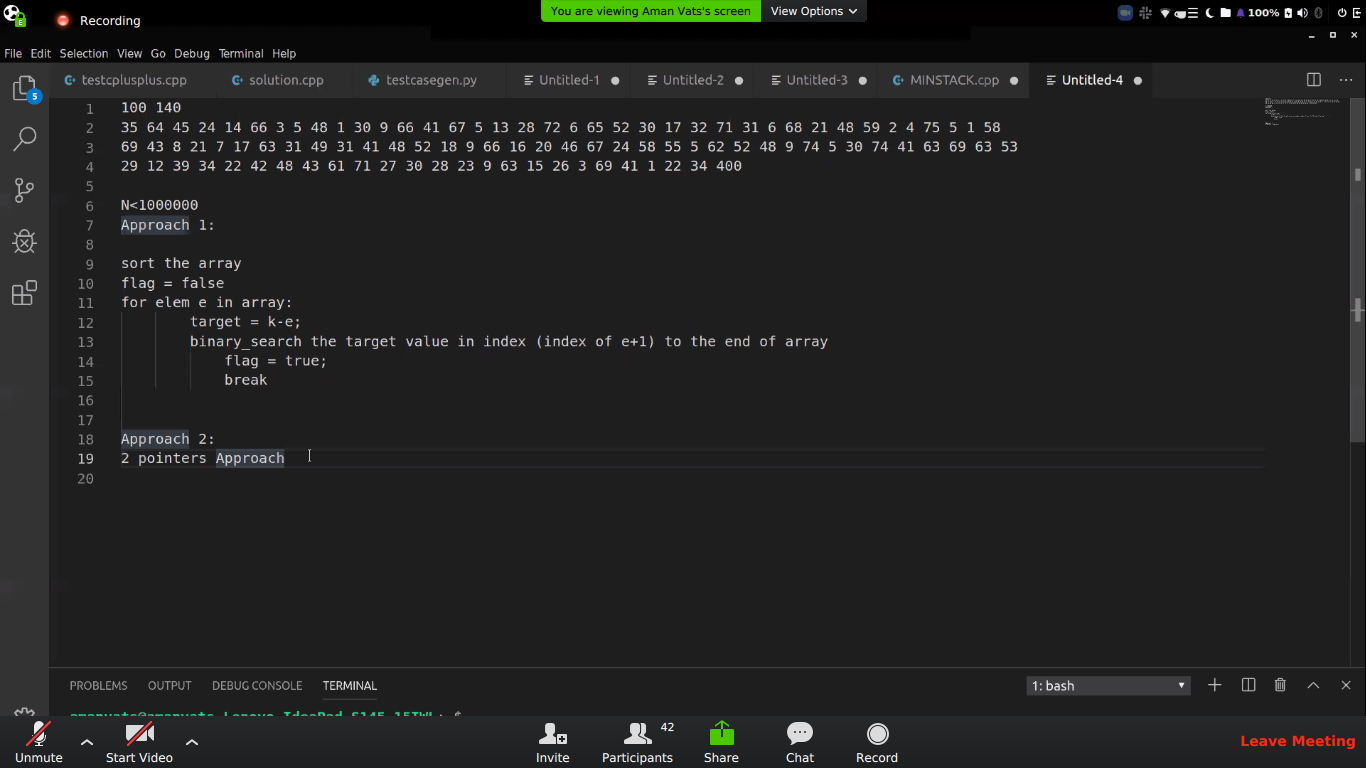 Recording
You are viewing Aman Vats's screen
View Options
100%
File Edit Selection View Go Debug Terminal Help
testcplusplus.cpp solution.cpp testcasegen.py Untitled-1 Untitled-2 Untitled-3 MINSTACK.cpp Untitled-4
5
1 100 140
2 35 64 45 24 14 66 3 5 48 1 30 9 66 41 67 5 13 28 72 6 65 52 30 17 32 71 31 6 68 21 48 59 2 4 75 5 1 58
3 69 43 8 21 7 17 63 31 49 31 41 48 52 18 9 66 16 20 46 67 24 58 55 5 62 52 48 9 74 5 30 74 41 63 69 63 53
4 29 12 39 34 22 42 48 43 61 71 27 30 28 23 9 63 15 26 3 69 41 1 22 34 400
5
6 N<1000000
7 Approach 1:
8
9 sort the array
10 flag = false
11 for elem e in array:
12 target = k-e;
13 binary_search the target value in index (index of e+1) to the end of array
14 flag = true;
15 break
16
17
18 Approach 2:
19 2 pointers Approach
20
PROBLEMS OUTPUT DEBUG CONSOLE TERMINAL 1: bash
Unmute Start Video Invite Participants 42 Share Chat Record Leave Meeting